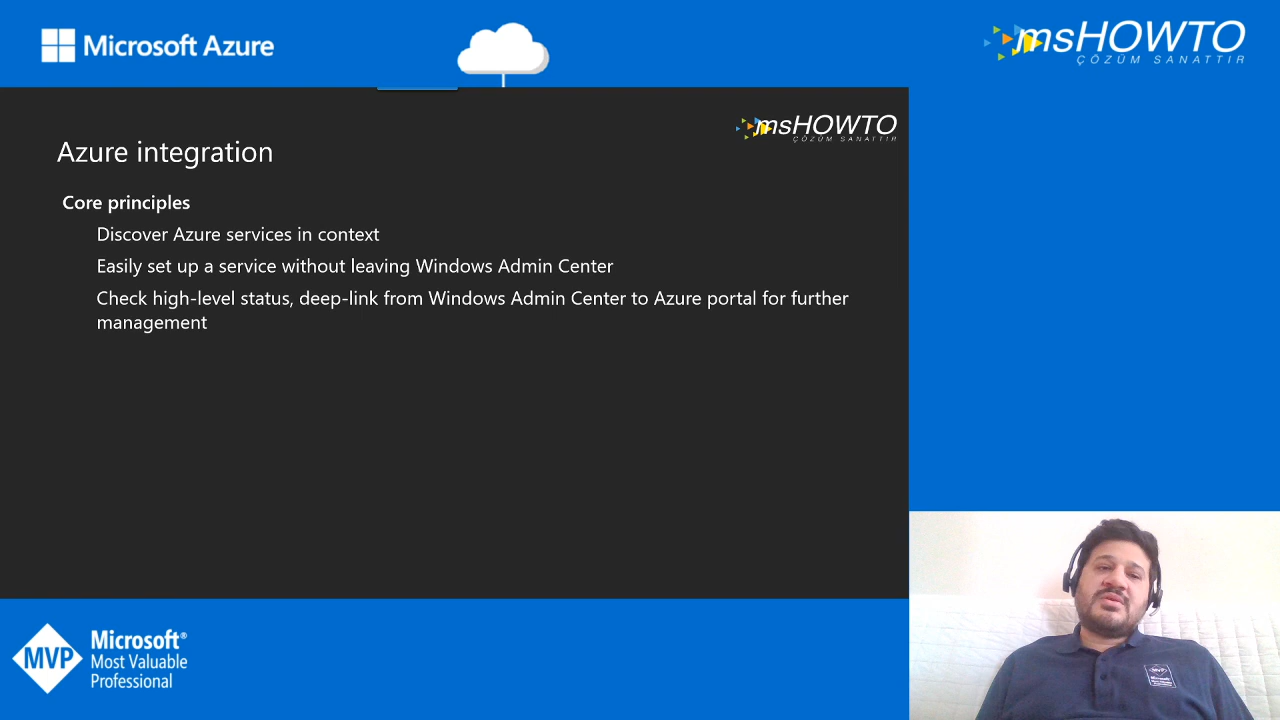 Microsoft Azure
msHOWTO
ÇÖZÜM SANATTIR
msHOWTO
ÇÖZÜM SANATTIR
Azure integration
Core principles
Discover Azure services in context
Easily set up a service without leaving Windows Admin Center
Check high-level status, deep-link from Windows Admin Center to Azure portal for further
management
MVP
Microsoft®
Most Valuable
Professional
MVP
Microsoft